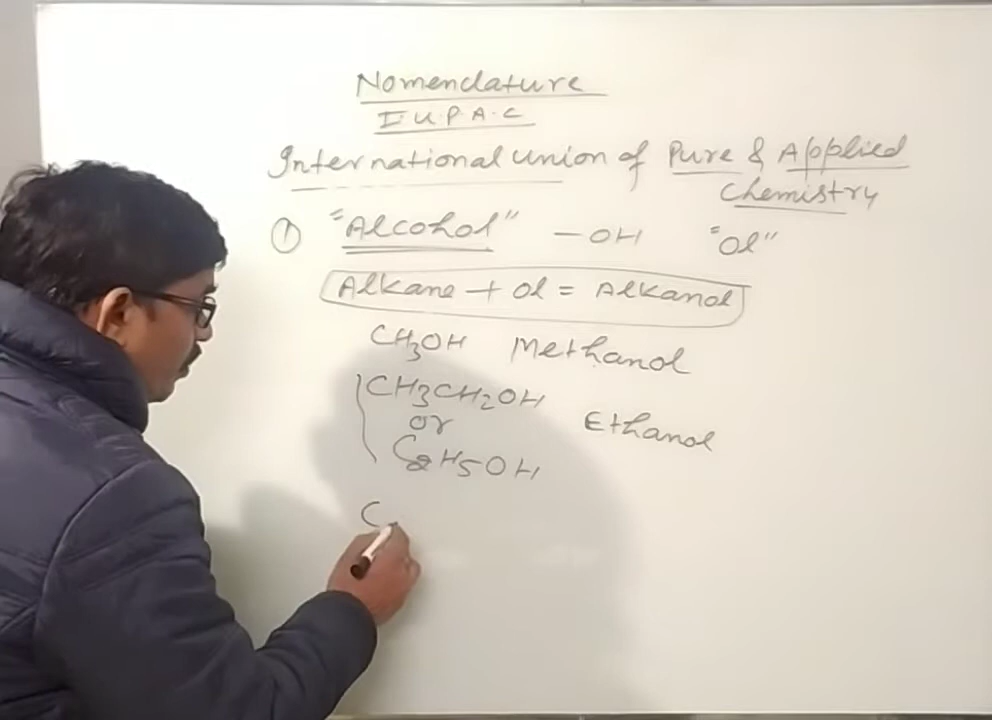 Nomenclature
I.U.P.A.C
International Union of Pure & Applied
Chemistry
① "Alcohol" -OH "Ol"
Alkane + Ol = Alkanol
CH3OH Methanol
CH3CH2OH
or Ethanol
C2H5OH
C